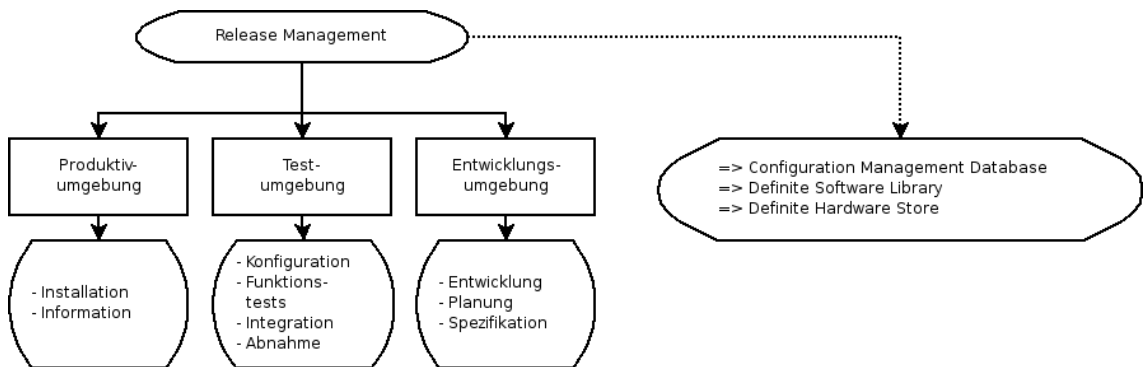 Release Management
Produktiv-
umgebung
Test-
umgebung
Entwicklungs-
umgebung
=> Configuration Management Database
=> Definite Software Library
=> Definite Hardware Store
- Installation
- Information
- Konfiguration
- Funktions-
tests
- Integration
- Abnahme
- Entwicklung
- Planung
- Spezifikation